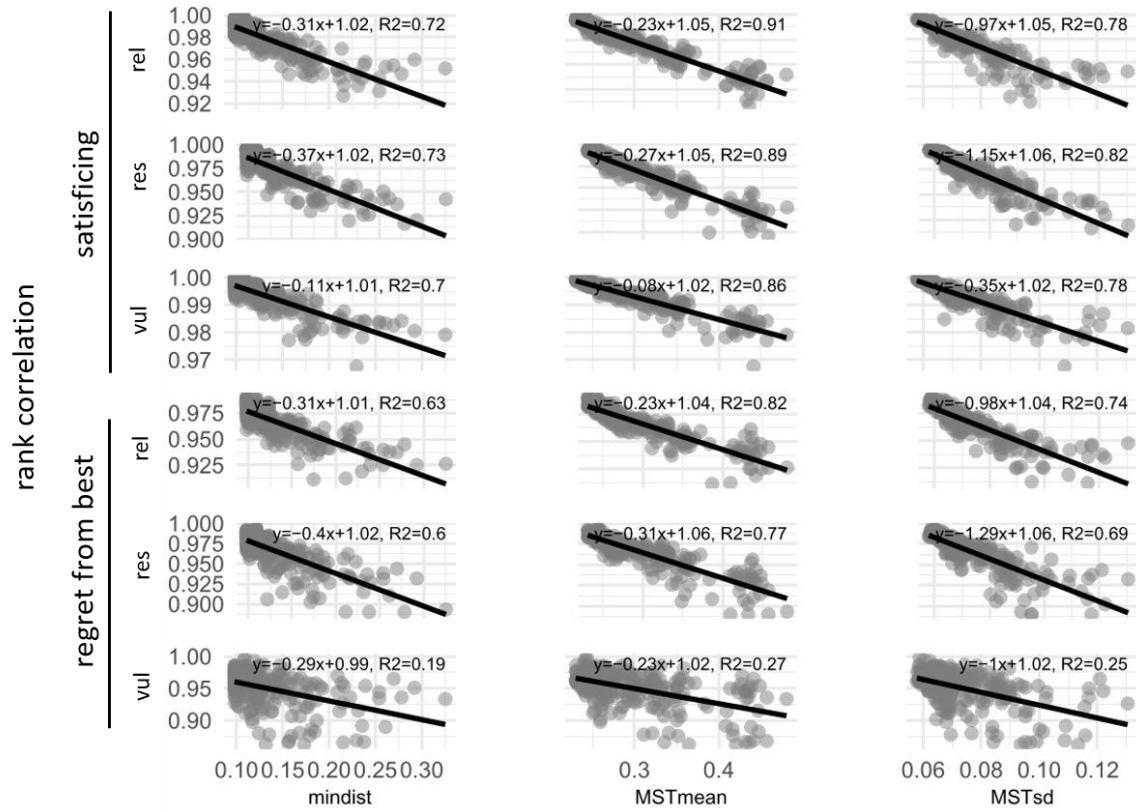 rank correlation
satisficing
rel
1.00
0.98
0.96
0.94
0.92
y=−0.31x+1.02, R2=0.72
y=−0.23x+1.05, R2=0.91
y=−0.97x+1.05, R2=0.78
res
1.000
0.975
0.950
0.925
0.900
y=−0.37x+1.02, R2=0.73
y=−0.27x+1.05, R2=0.89
y=−1.15x+1.06, R2=0.82
vul
1.00
0.99
0.98
0.97
y=−0.11x+1.01, R2=0.7
y=−0.08x+1.02, R2=0.86
y=−0.35x+1.02, R2=0.78
regret from best
rel
0.975
0.950
0.925
y=−0.31x+1.01, R2=0.63
y=−0.23x+1.04, R2=0.82
y=−0.98x+1.04, R2=0.74
res
1.000
0.975
0.950
0.925
0.900
y=−0.4x+1.02, R2=0.6
y=−0.31x+1.06, R2=0.77
y=−1.29x+1.06, R2=0.69
vul
1.00
0.95
0.90
y=−0.29x+0.99, R2=0.19
y=−0.23x+1.02, R2=0.27
y=−1x+1.02, R2=0.25
0.10 0.15 0.20 0.25 0.30
0.3 0.4
0.06 0.08 0.10 0.12
mindist
MSTmean
MSTsd